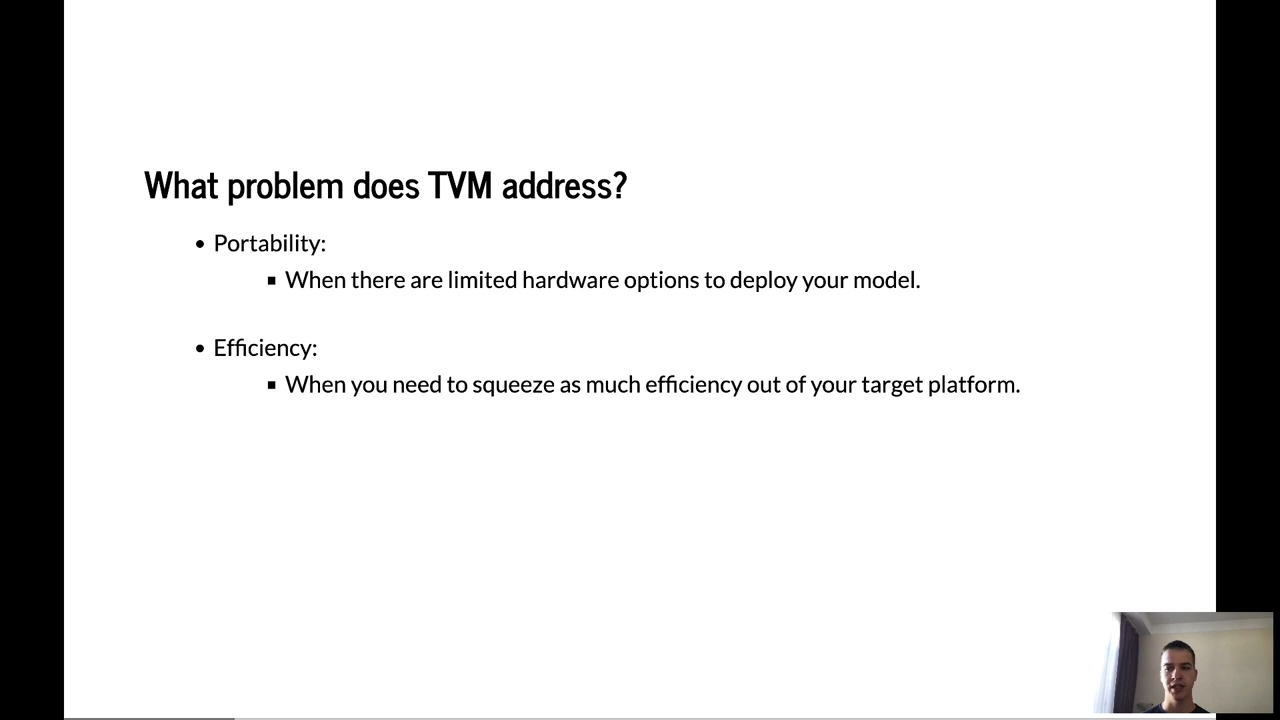 What problem does TVM address?
• Portability:
▪ When there are limited hardware options to deploy your model.
• Efficiency:
▪ When you need to squeeze as much efficiency out of your target platform.